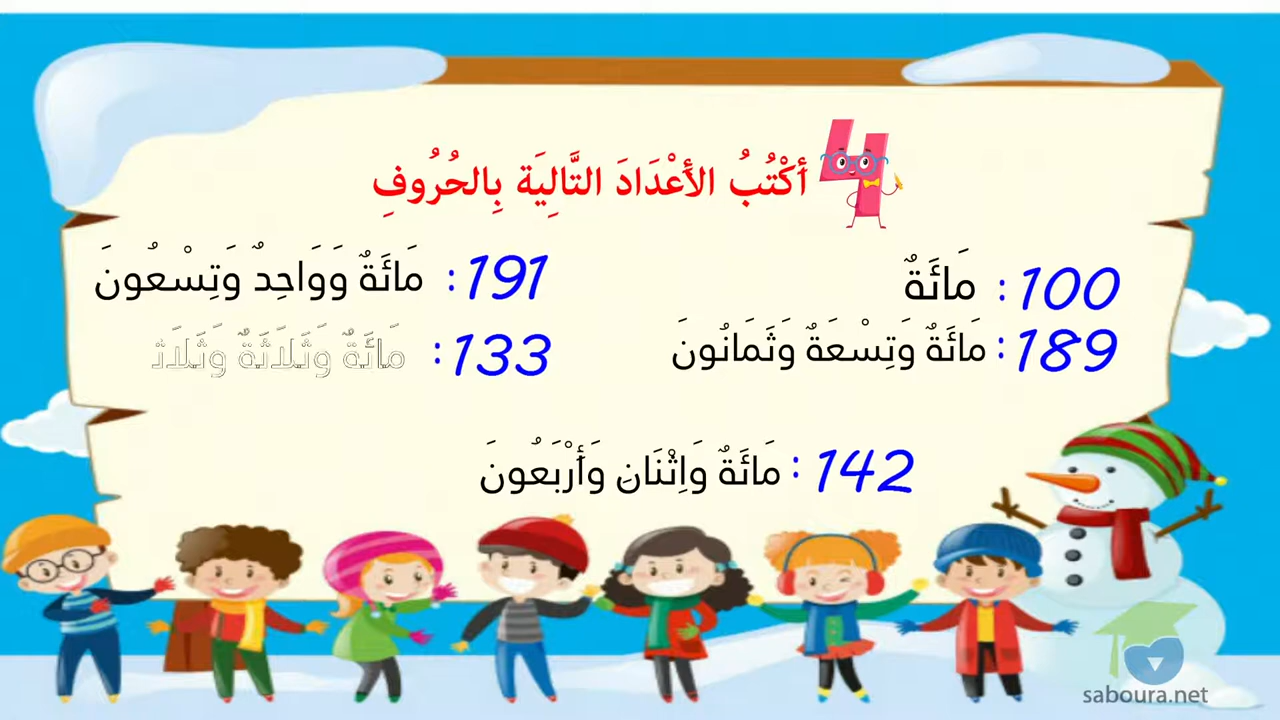 4 أَكْتُبُ الأَعْدَادَ التَّالِيَة بِالحُرُوفِ
100 : مَائَةٌ
191 : مَائَةٌ وَوَاحِدٌ وَتِسْعُونَ
189 : مَائَةٌ وَتِسْعَةٌ وَثَمَانُونَ
133 : مَائَةٌ وَثَلَاثَةٌ وَثَلَاث
142 : مَائَةٌ وَاِثْنَانِ وَأَرْبَعُونَ
saboura.net